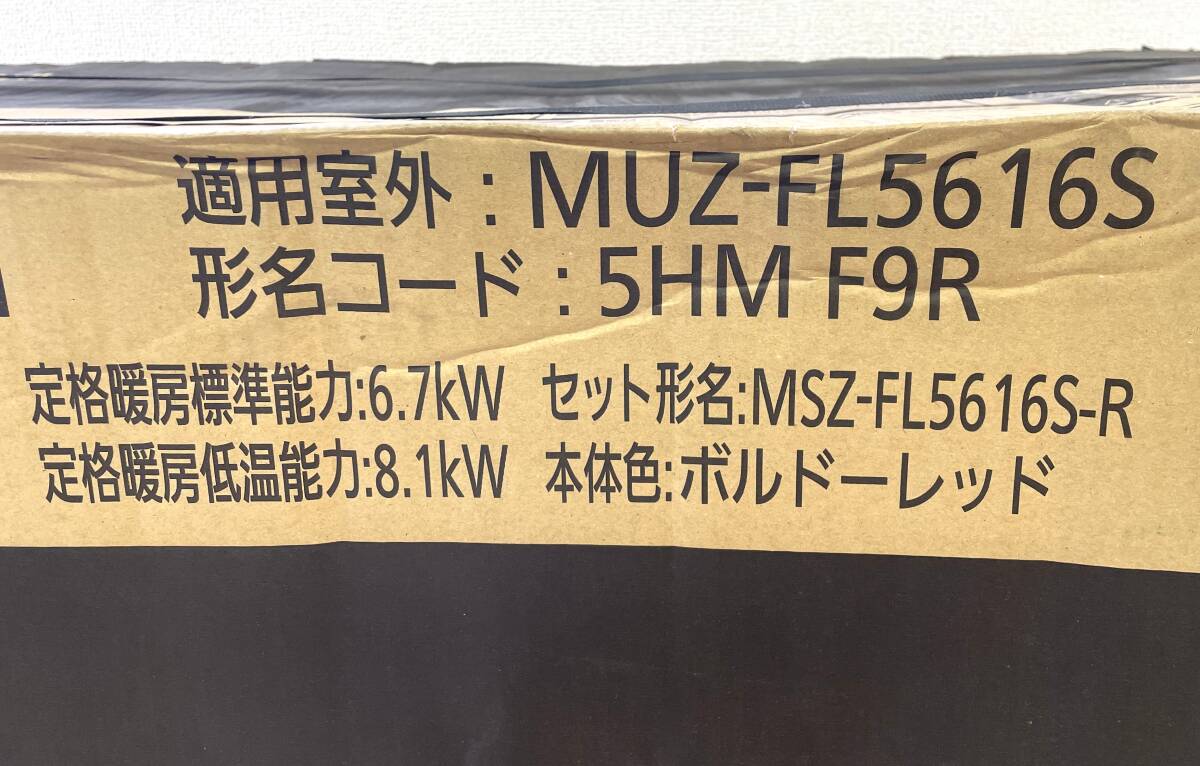 適用室外：MUZ-FL5616S
形名コード：5HM F9R
定格暖房標準能力:6.7kW セット形名:MSZ-FL5616S-R
定格暖房低温能力:8.1kW 本体色:ボルドーレッド